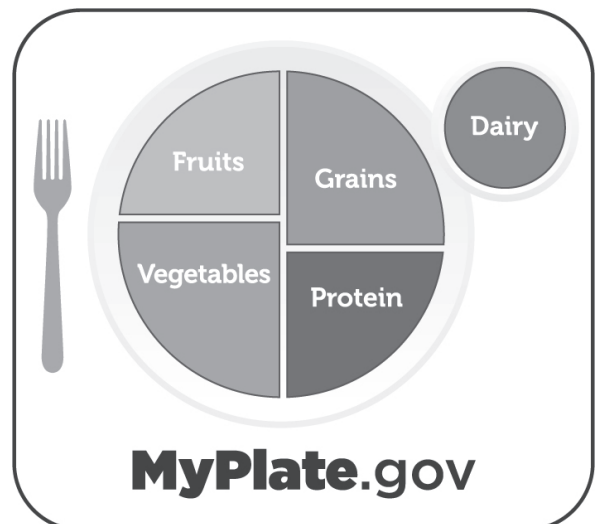 Dairy
Fruits
Grains
Vegetables
Protein
MyPlate.gov